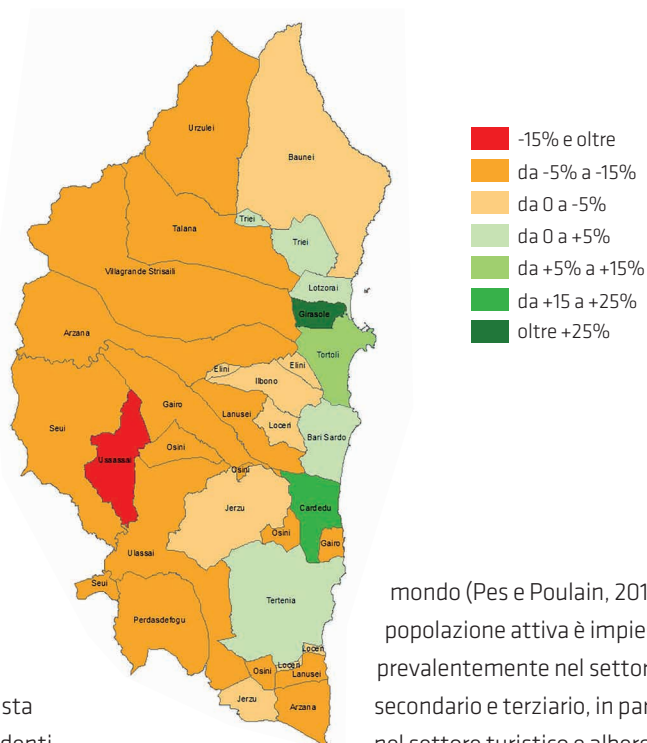 Urzulei
Baunei
Triei
Talana
Triei
Villagrande Strisaili
Lotzorai
Girasole
Arzana
Tortolì
Elini
Elini
Ilbono
Gairo
Lanusei
Loceri
Seui
Bari Sardo
Osini
Usassai
Osini
Jerzu
Cardedu
Osini
Gairo
Ulassai
Seui
Tertenia
Perdasdefogu
Loceri
Osini
Loceri
Lanusei
Jerzu
Arzana
-15% e oltre
da -5% a -15%
da 0 a -5%
da 0 a +5%
da +5% a +15%
da +15 a +25%
oltre +25%
mondo (Pes e Poulain, 201
popolazione attiva è impie
prevalentemente nel settor
secondario e terziario, in par
sta